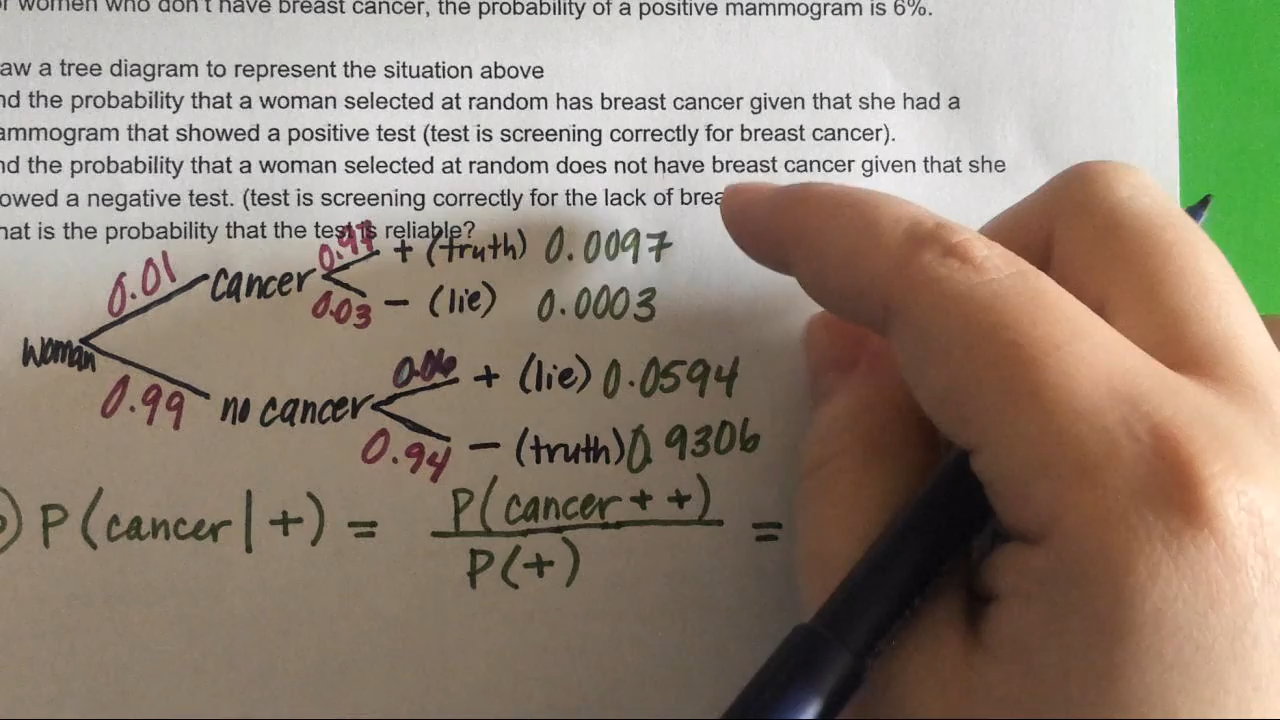 women who don't have breast cancer, the probability of a positive mammogram is 6%.
aw a tree diagram to represent the situation above
nd the probability that a woman selected at random has breast cancer given that she had a
ammogram that showed a positive test (test is screening correctly for breast cancer).
nd the probability that a woman selected at random does not have breast cancer given that she
owed a negative test. (test is screening correctly for the lack of brea
hat is the probability that the test is reliable?
0.97 + (truth) 0.0097
0.01 cancer
0.03 − (lie) 0.0003
woman
0.06 + (lie) 0.0594
0.99 no cancer
0.94 − (truth) 0.9306
) P(cancer | +) = P(cancer + +) =
P(+)